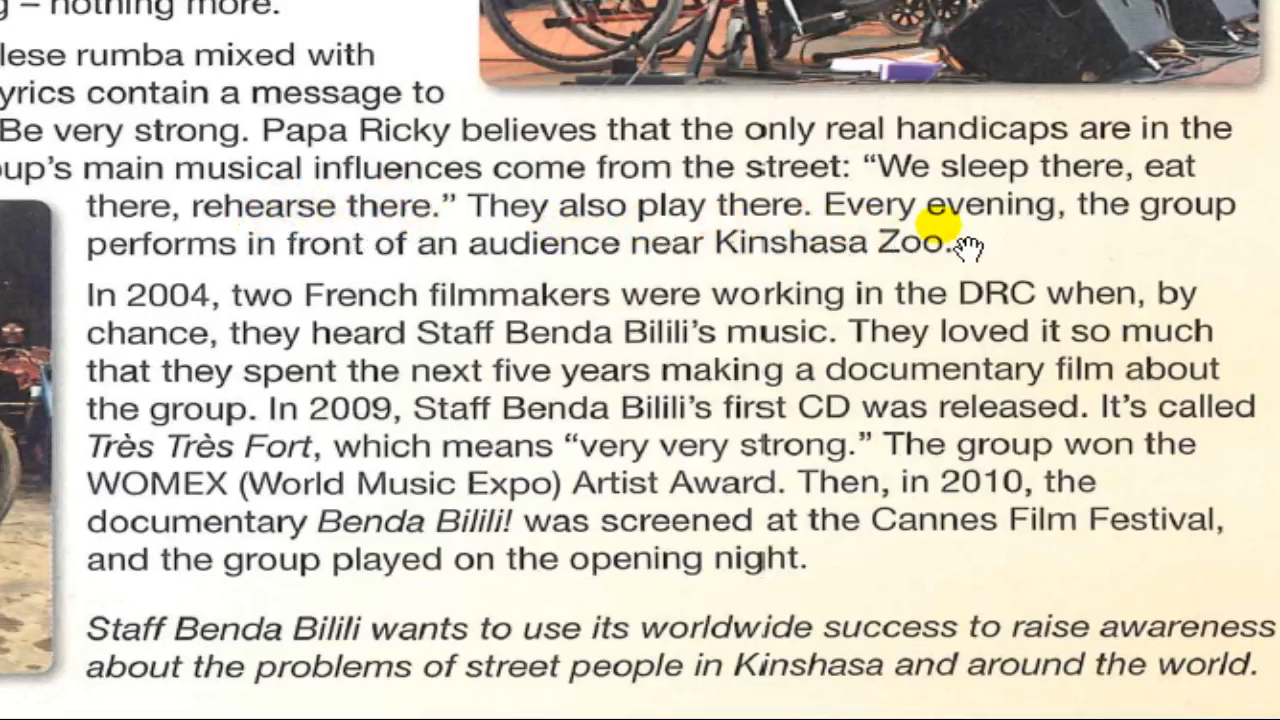 – nothing more.
lese rumba mixed with
yrics contain a message to
Be very strong. Papa Ricky believes that the only real handicaps are in the
oup's main musical influences come from the street: “We sleep there, eat
there, rehearse there.” They also play there. Every evening, the group
performs in front of an audience near Kinshasa Zoo.
In 2004, two French filmmakers were working in the DRC when, by
chance, they heard Staff Benda Bilili's music. They loved it so much
that they spent the next five years making a documentary film about
the group. In 2009, Staff Benda Bilili's first CD was released. It's called
Très Très Fort, which means “very very strong.” The group won the
WOMEX (World Music Expo) Artist Award. Then, in 2010, the
documentary Benda Bilili! was screened at the Cannes Film Festival,
and the group played on the opening night.
Staff Benda Bilili wants to use its worldwide success to raise awareness
about the problems of street people in Kinshasa and around the world.